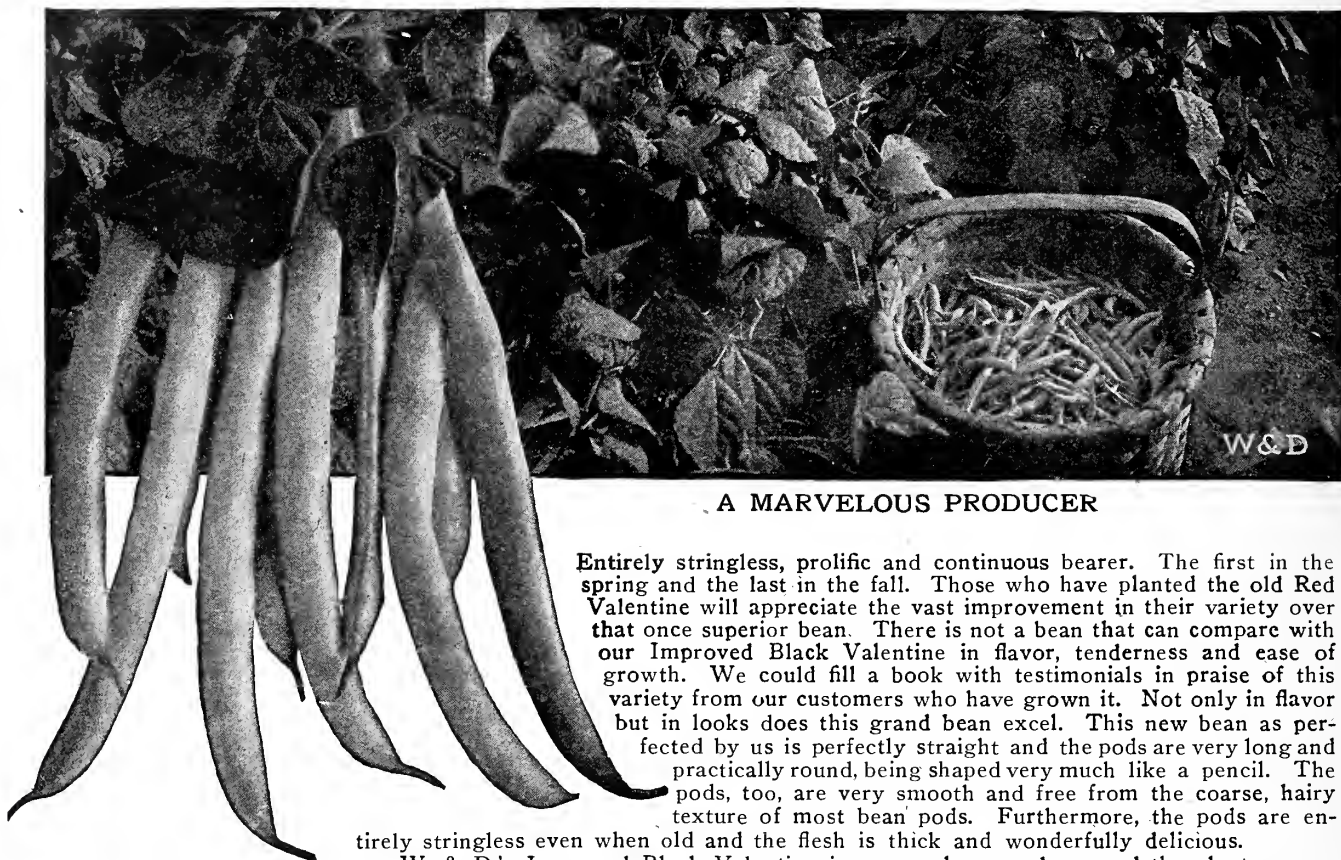 W & D
A MARVELOUS PRODUCER
Entirely stringless, prolific and continuous bearer. The first in the
spring and the last in the fall. Those who have planted the old Red
Valentine will appreciate the vast improvement in their variety over
that once superior bean. There is not a bean that can compare with
our Improved Black Valentine in flavor, tenderness and ease of
growth. We could fill a book with testimonials in praise of this
variety from our customers who have grown it. Not only in flavor
but in looks does this grand bean excel. This new bean as per-
fected by us is perfectly straight and the pods are very long and
practically round, being shaped very much like a pencil. The
pods, too, are very smooth and free from the coarse, hairy
texture of most bean pods. Furthermore, the pods are en-
tirely stringless even when old and the flesh is thick and wonderfully delicious.